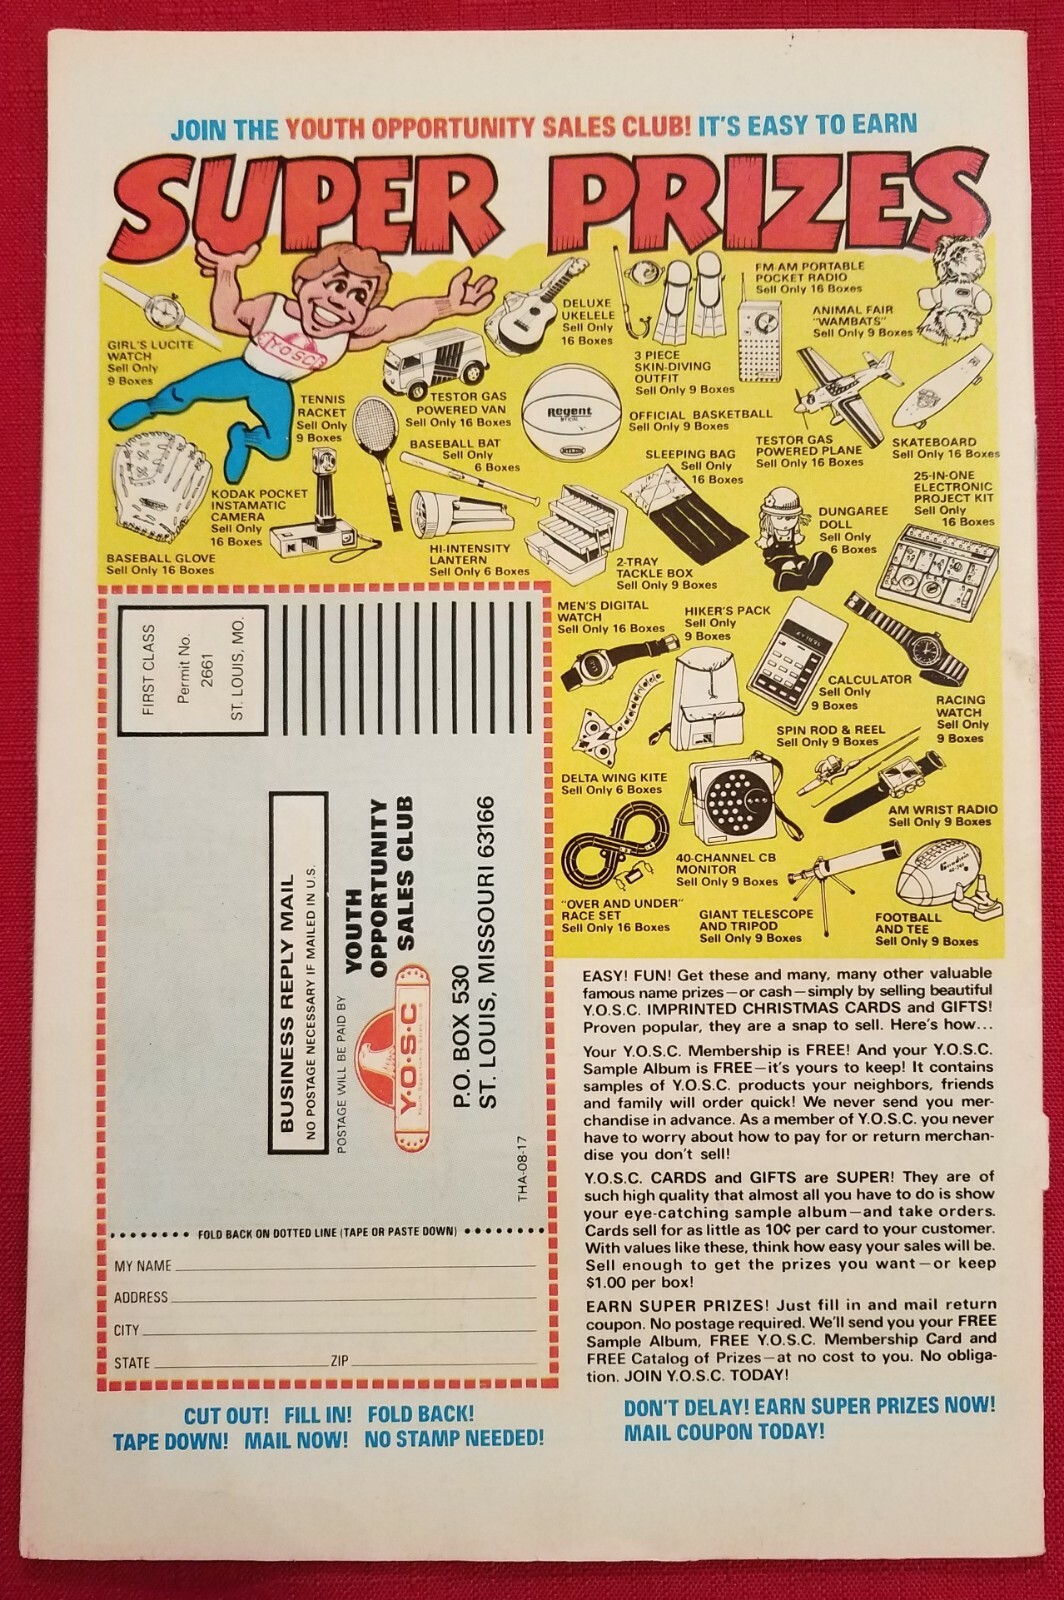 JOIN THE YOUTH OPPORTUNITY SALES CLUB! IT'S EASY TO EARN
SUPER PRIZES
Y.O.S.C.
GIRL'S LUCITE
WATCH
Sell Only
9 Boxes
DELUXE
UKELELE
Sell Only
16 Boxes
3 PIECE
SKIN-DIVING
OUTFIT
Sell Only 9 Boxes
FM-AM PORTABLE
POCKET RADIO
Sell Only 16 Boxes
ANIMAL FAIR
"WAMBATS"
Sell Only 9 Boxes
TENNIS
RACKET
Sell Only
9 Boxes
TESTOR GAS
POWERED VAN
Sell Only 16 Boxes
Regent
NYLON
OFFICIAL BASKETBALL
Sell Only 9 Boxes
TESTOR GAS
POWERED PLANE
Sell Only 16 Boxes
SKATEBOARD
Sell Only 16 Boxes
BASEBALL BAT
Sell Only
6 Boxes
SLEEPING BAG
Sell Only
16 Boxes
25-IN-ONE
ELECTRONIC
PROJECT KIT
Sell Only
16 Boxes
KODAK POCKET
INSTAMATIC
CAMERA
Sell Only
16 Boxes
DUNGAREE
DOLL
Sell Only
6 Boxes
BASEBALL GLOVE
Sell Only 16 Boxes
HI-INTENSITY
LANTERN
Sell Only 6 Boxes
2-TRAY
TACKLE BOX
Sell Only 9 Boxes
MEN'S DIGITAL
WATCH
Sell Only 16 Boxes
HIKER'S PACK
Sell Only
9 Boxes
CALCULATOR
Sell Only
9 Boxes
RACING
WATCH
Sell Only
9 Boxes
SPIN ROD & REEL
Sell Only 9 Boxes
DELTA WING KITE
Sell Only 6 Boxes
AM WRIST RADIO
Sell Only 9 Boxes
40-CHANNEL CB
MONITOR
Sell Only 9 Boxes
"OVER AND UNDER"
RACE SET
Sell Only 16 Boxes
GIANT TELESCOPE
AND TRIPOD
Sell Only 9 Boxes
FOOTBALL
AND TEE
Sell Only 9 Boxes
FIRST CLASS
Permit No.
2661
ST. LOUIS, MO.
BUSINESS REPLY MAIL
NO POSTAGE NECESSARY IF MAILED IN U.S.
POSTAGE WILL BE PAID BY
YOUTH
OPPORTUNITY
SALES CLUB
Y.O.S.C
P.O. BOX 530
ST. LOUIS, MISSOURI 63166
THA-08-17
FOLD BACK ON DOTTED LINE (TAPE OR PASTE DOWN)
MY NAME
ADDRESS
CITY
STATE ZIP
CUT OUT! FILL IN! FOLD BACK!
TAPE DOWN! MAIL NOW! NO STAMP NEEDED!
EASY! FUN! Get these and many, many other valuable
famous name prizes—or cash—simply by selling beautiful
Y.O.S.C. IMPRINTED CHRISTMAS CARDS and GIFTS!
Proven popular, they are a snap to sell. Here's how...
Your Y.O.S.C. Membership is FREE! And your Y.O.S.C.
Sample Album is FREE—it's yours to keep! It contains
samples of Y.O.S.C. products your neighbors, friends
and family will order quick! We never send you mer-
chandise in advance. As a member of Y.O.S.C. you never
have to worry about how to pay for or return merchan-
dise you don't sell!
Y.O.S.C. CARDS and GIFTS are SUPER! They are of
such high quality that almost all you have to do is show
your eye-catching sample album—and take orders.
Cards sell for as little as 10¢ per card to your customer.
With values like these, think how easy your sales will be.
Sell enough to get the prizes you want—or keep
$1.00 per box!
EARN SUPER PRIZES! Just fill in and mail return
coupon. No postage required. We'll send you your FREE
Sample Album, FREE Y.O.S.C. Membership Card and
FREE Catalog of Prizes—at no cost to you. No obliga-
tion. JOIN Y.O.S.C. TODAY!
DON'T DELAY! EARN SUPER PRIZES NOW!
MAIL COUPON TODAY!